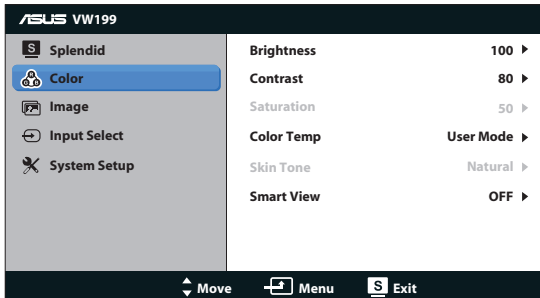 ASUS VW199
S Splendid
Color
Image
Input Select
System Setup
Brightness 100
Contrast 80
Saturation 50
Color Temp User Mode
Skin Tone Natural
Smart View OFF
Move Menu S Exit